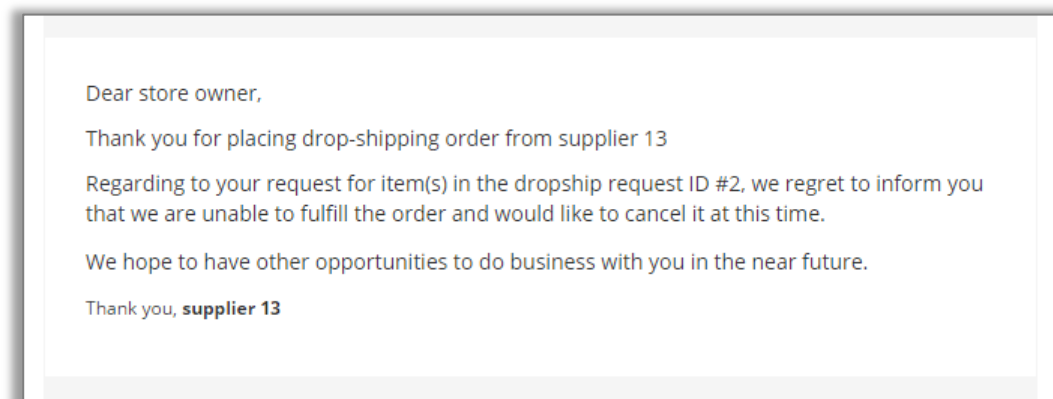 Dear store owner,
Thank you for placing drop-shipping order from supplier 13
Regarding to your request for item(s) in the dropship request ID #2, we regret to inform you
that we are unable to fulfill the order and would like to cancel it at this time.
We hope to have other opportunities to do business with you in the near future.
Thank you, supplier 13